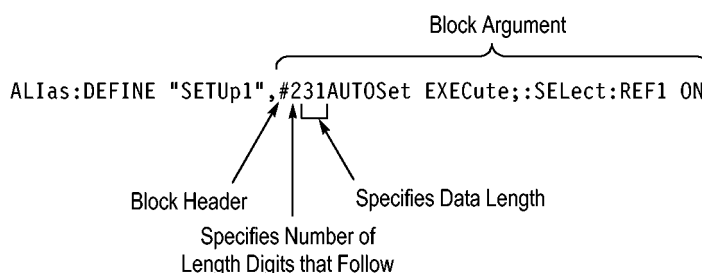 Block Argument
ALIas:DEFINE "SETUp1",#231AUTOSet EXECute;:SELect:REF1 ON
Block Header
Specifies Data Length
Specifies Number of
Length Digits that Follow